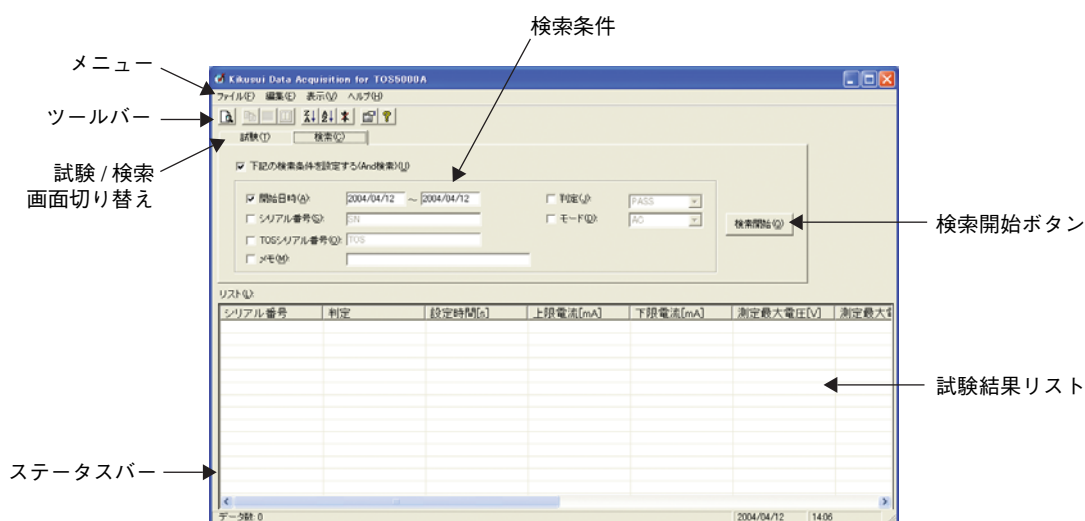 検索条件
メニュー
ツールバー
試験 / 検索
画面切り替え
ステータスバー
検索開始ボタン
試験結果リスト
Kikusui Data Acquisition for TOS5000A
ファイル(F) 編集(E) 表示(V) ヘルプ(H)
試験(T) 検索(C)
下記の検索条件を設定する(And検索)(U)
開始日時(A): 2004/04/12 ～ 2004/04/12 判定(J): PASS
シリアル番号(S): SN モード(D): AC
検索開始(O)
TOSシリアル番号(O): TOS
メモ(M):
リスト(L):
シリアル番号 判定 設定時間[s] 上限電流[mA] 下限電流[mA] 測定最大電圧[V] 測定最大
データ数: 0 2004/04/12 14:06